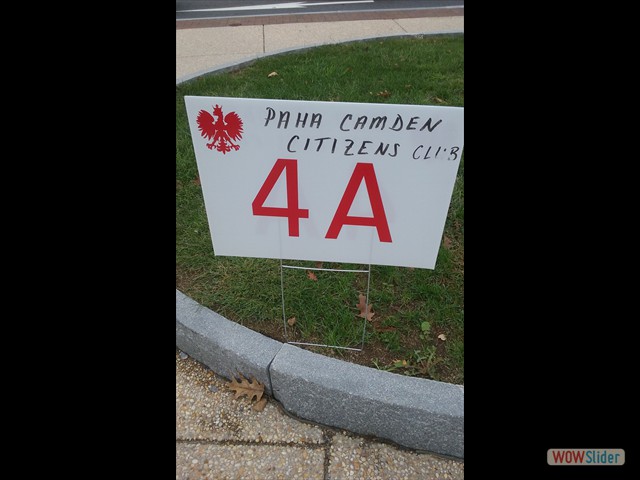 PAHA CAMDEN
CITIZENS CLUB
4A
WOWSlider